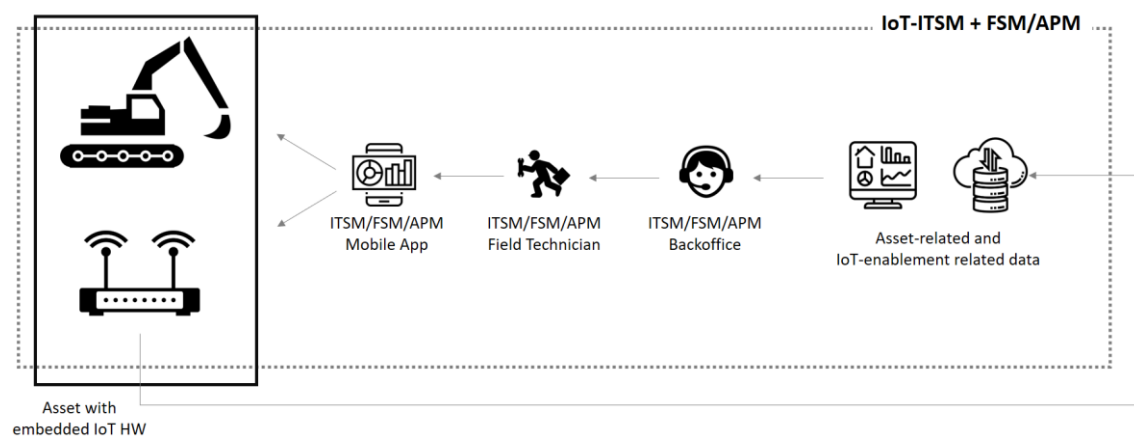 IoT-ITSM + FSM/APM
ITSM/FSM/APM
Mobile App
ITSM/FSM/APM
Field Technician
ITSM/FSM/APM
Backoffice
Asset-related and
IoT-enablement related data
Asset with
embedded IoT HW